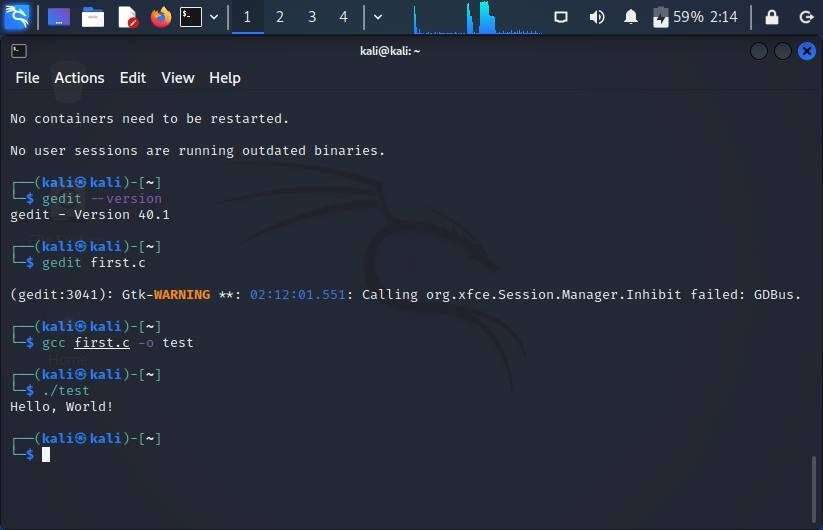 1 2 3 4 59% 2:14
kali@kali: ~
File Actions Edit View Help
No containers need to be restarted.
No user sessions are running outdated binaries.
┌──(kali㉿kali)-[~]
└─$ gedit --version
gedit - Version 40.1
┌──(kali㉿kali)-[~]
└─$ gedit first.c
(gedit:3041): Gtk-WARNING **: 02:12:01.551: Calling org.xfce.Session.Manager.Inhibit failed: GDBus.
┌──(kali㉿kali)-[~]
└─$ gcc first.c -o test
┌──(kali㉿kali)-[~]
└─$ ./test
Hello, World!
┌──(kali㉿kali)-[~]
└─$